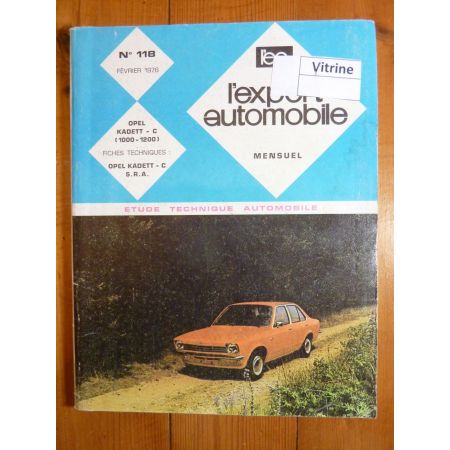 N° 118
FÉVRIER 1976
OPEL
KADETT - C
(1000-1200)
FICHES TECHNIQUES :
OPEL KADETT - C
S.R.A.
Vitrine
l'expert
automobile
MENSUEL
ETUDE TECHNIQUE AUTOMOBILE